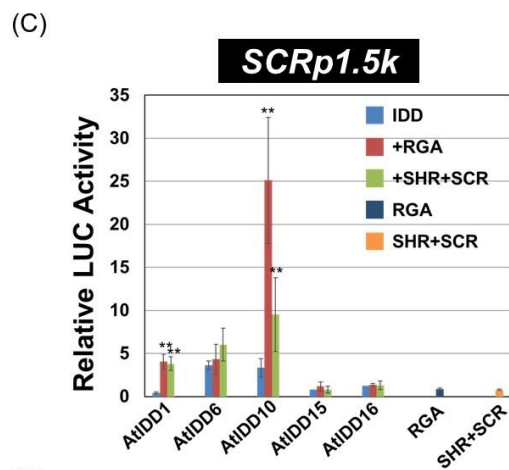 (C)
SCRp1.5k
Relative LUC Activity
35
30
25
20
15
10
5
0
IDD
+RGA
+SHR+SCR
RGA
SHR+SCR
**
**
**
**
AtIDD1
AtIDD6
AtIDD10
AtIDD15
AtIDD16
RGA
SHR+SCR